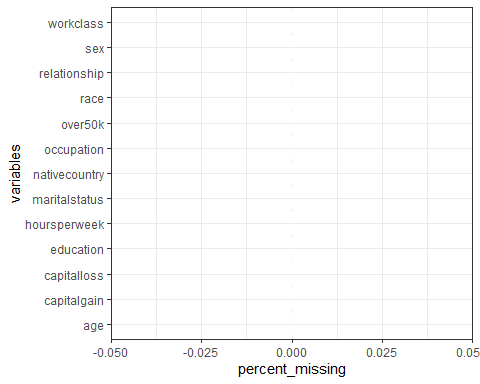 variables
workclass
sex
relationship
race
over50k
occupation
nativecountry
maritalstatus
hoursperweek
education
capitalloss
capitalgain
age
-0.050 -0.025 0.000 0.025 0.05
percent_missing